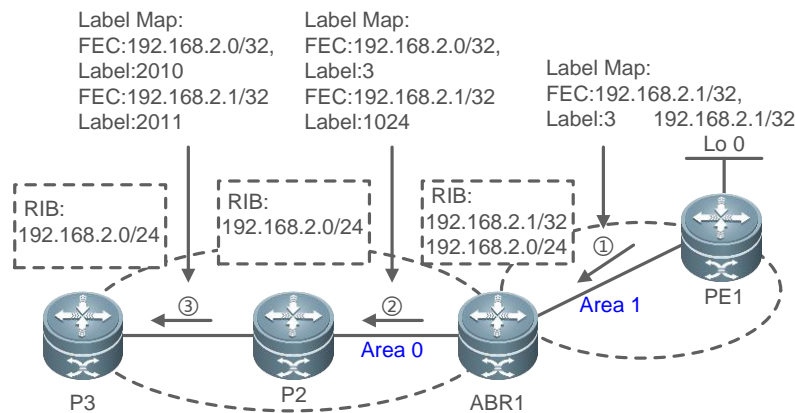 Label Map:
FEC:192.168.2.0/32,
Label:2010
FEC:192.168.2.1/32
Label:2011
Label Map:
FEC:192.168.2.0/32,
Label:3
FEC:192.168.2.1/32
Label:1024
Label Map:
FEC:192.168.2.1/32,
Label:3 192.168.2.1/32
Lo 0
RIB:
192.168.2.0/24
RIB:
192.168.2.0/24
RIB:
192.168.2.1/32
192.168.2.0/24
①
PE1
Area 1
③
②
Area 0
P3
P2
ABR1